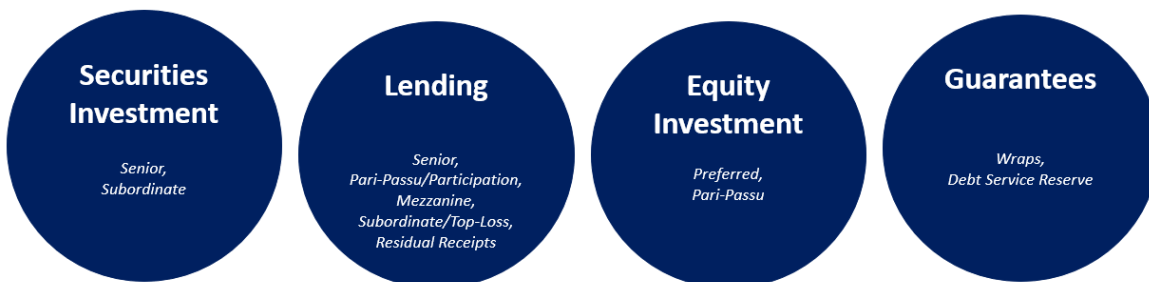 Securities
Investment
Senior,
Subordinate
Lending
Senior,
Pari-Passu/Participation,
Mezzanine,
Subordinate/Top-Loss,
Residual Receipts
Equity
Investment
Preferred,
Pari-Passu
Guarantees
Wraps,
Debt Service Reserve